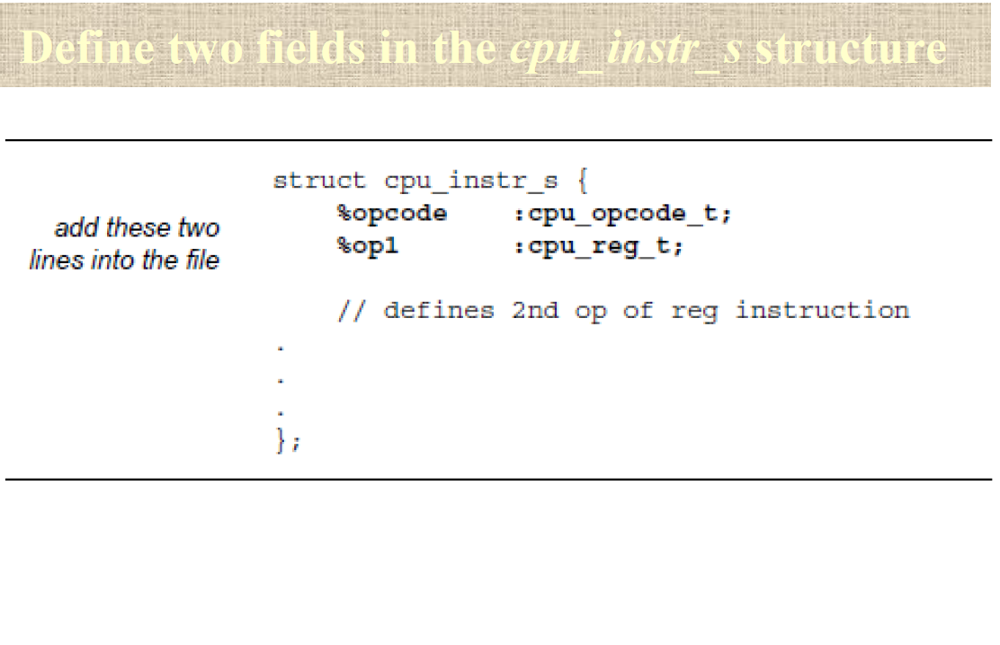 Define two fields in the cpu_instr_s structure
add these two
lines into the file
struct cpu_instr_s {
%opcode :cpu_opcode_t;
%op1 :cpu_reg_t;
// defines 2nd op of reg instruction
.
.
.
};